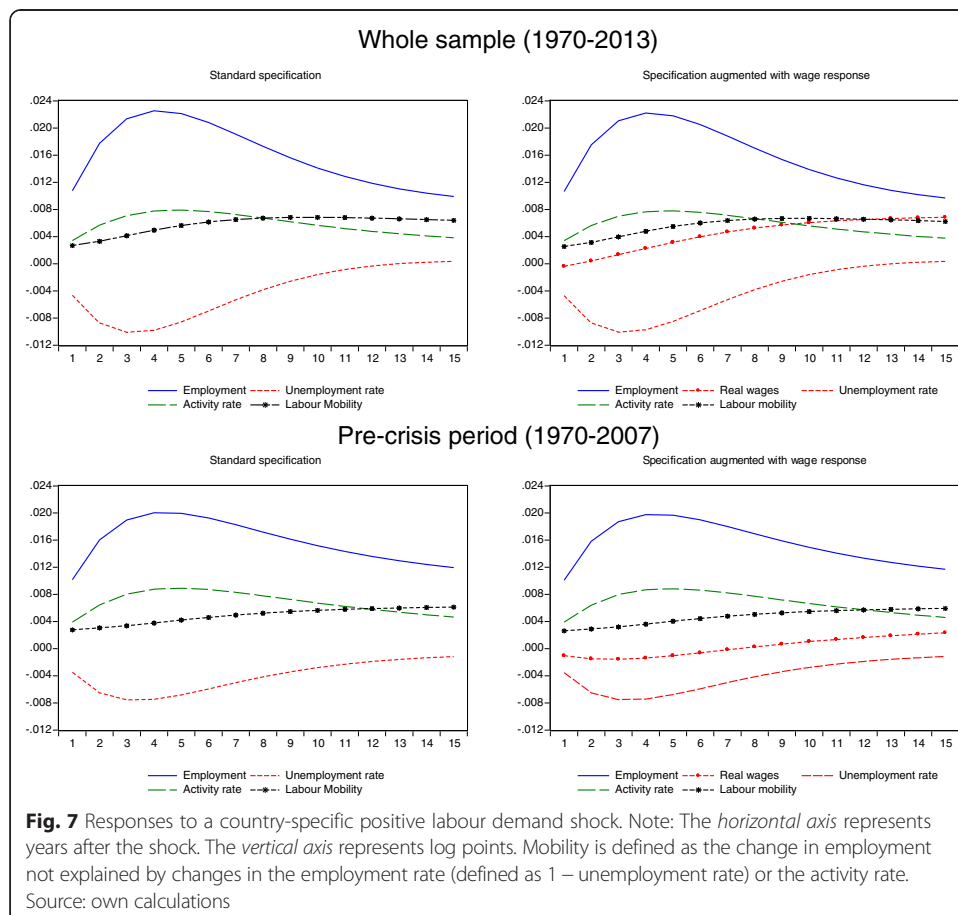 Whole sample (1970-2013)
Standard specification
.024
.020
.016
.012
.008
.004
.000
-.004
-.008
-.012
1 2 3 4 5 6 7 8 9 10 11 12 13 14 15
Employment Unemployment rate
Activity rate Labour Mobility
Specification augmented with wage response
.024
.020
.016
.012
.008
.004
.000
-.004
-.008
-.012
1 2 3 4 5 6 7 8 9 10 11 12 13 14 15
Employment Real wages Unemployment rate
Activity rate Labour mobility
Pre-crisis period (1970-2007)
Standard specification
.024
.020
.016
.012
.008
.004
.000
-.004
-.008
-.012
1 2 3 4 5 6 7 8 9 10 11 12 13 14 15
Employment Unemployment rate
Activity rate Labour Mobility
Specification augmented with wage response
.024
.020
.016
.012
.008
.004
.000
-.004
-.008
-.012
1 2 3 4 5 6 7 8 9 10 11 12 13 14 15
Employment Real wages Unemployment rate
Activity rate Labour Mobility
Fig. 7 Responses to a country-specific positive labour demand shock. Note: The horizontal axis represents
years after the shock. The vertical axis represents log points. Mobility is defined as the change in employment
not explained by changes in the employment rate (defined as 1 – unemployment rate) or the activity rate.
Source: own calculations